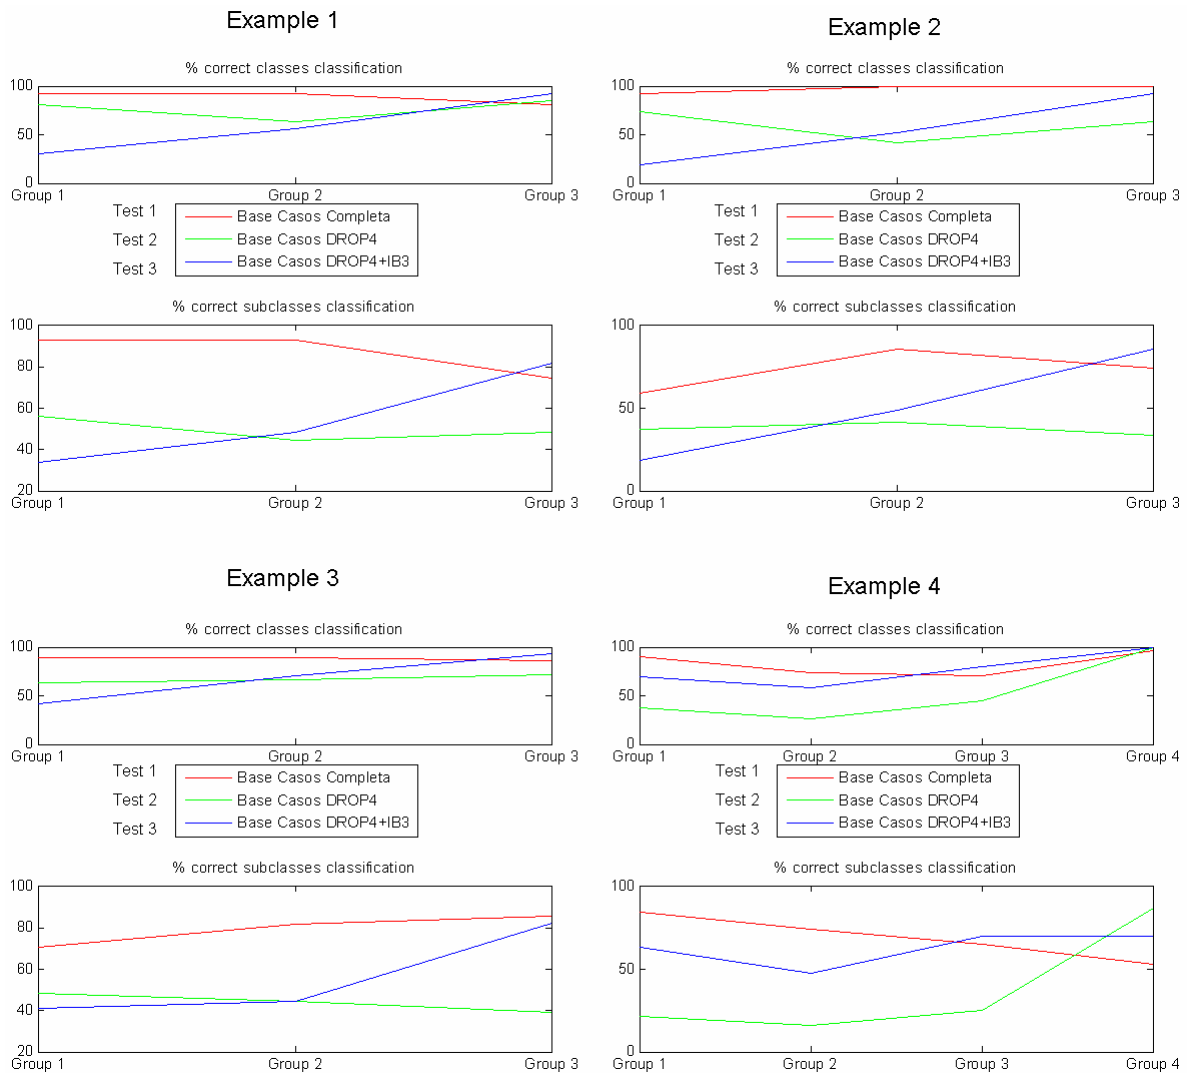 Example 1
% correct classes classification
100
50
0
Group 1 Group 2 Group 3
Test 1 Base Casos Completa
Test 2 Base Casos DROP4
Test 3 Base Casos DROP4+IB3
% correct subclasses classification
100
80
60
40
20
Group 1 Group 2 Group 3
Example 2
% correct classes classification
100
50
0
Group 1 Group 2 Group 3
Test 1 Base Casos Completa
Test 2 Base Casos DROP4
Test 3 Base Casos DROP4+IB3
% correct subclasses classification
100
50
0
Group 1 Group 2 Group 3
Example 3
% correct classes classification
100
50
0
Group 1 Group 2 Group 3
Test 1 Base Casos Completa
Test 2 Base Casos DROP4
Test 3 Base Casos DROP4+IB3
% correct subclasses classification
100
80
60
40
20
Group 1 Group 2 Group 3
Example 4
% correct classes classification
100
50
0
Group 1 Group 2 Group 3 Group 4
Test 1 Base Casos Completa
Test 2 Base Casos DROP4
Test 3 Base Casos DROP4+IB3
% correct subclasses classification
100
50
0
Group 1 Group 2 Group 3 Group 4